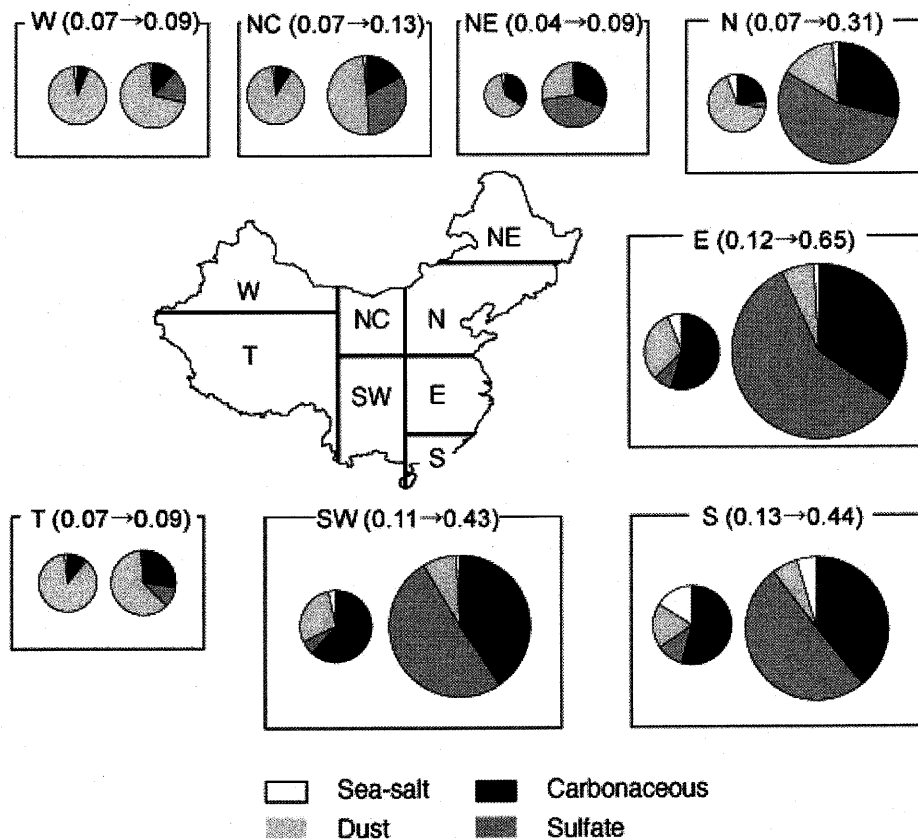 W (0.07→0.09) NC (0.07→0.13) NE (0.04→0.09) N (0.07→0.31)
NE
E (0.12→0.65)
W
NC N
T
SW E
S
T (0.07→0.09) SW (0.11→0.43) S (0.13→0.44)
Sea-salt Carbonaceous
Dust Sulfate